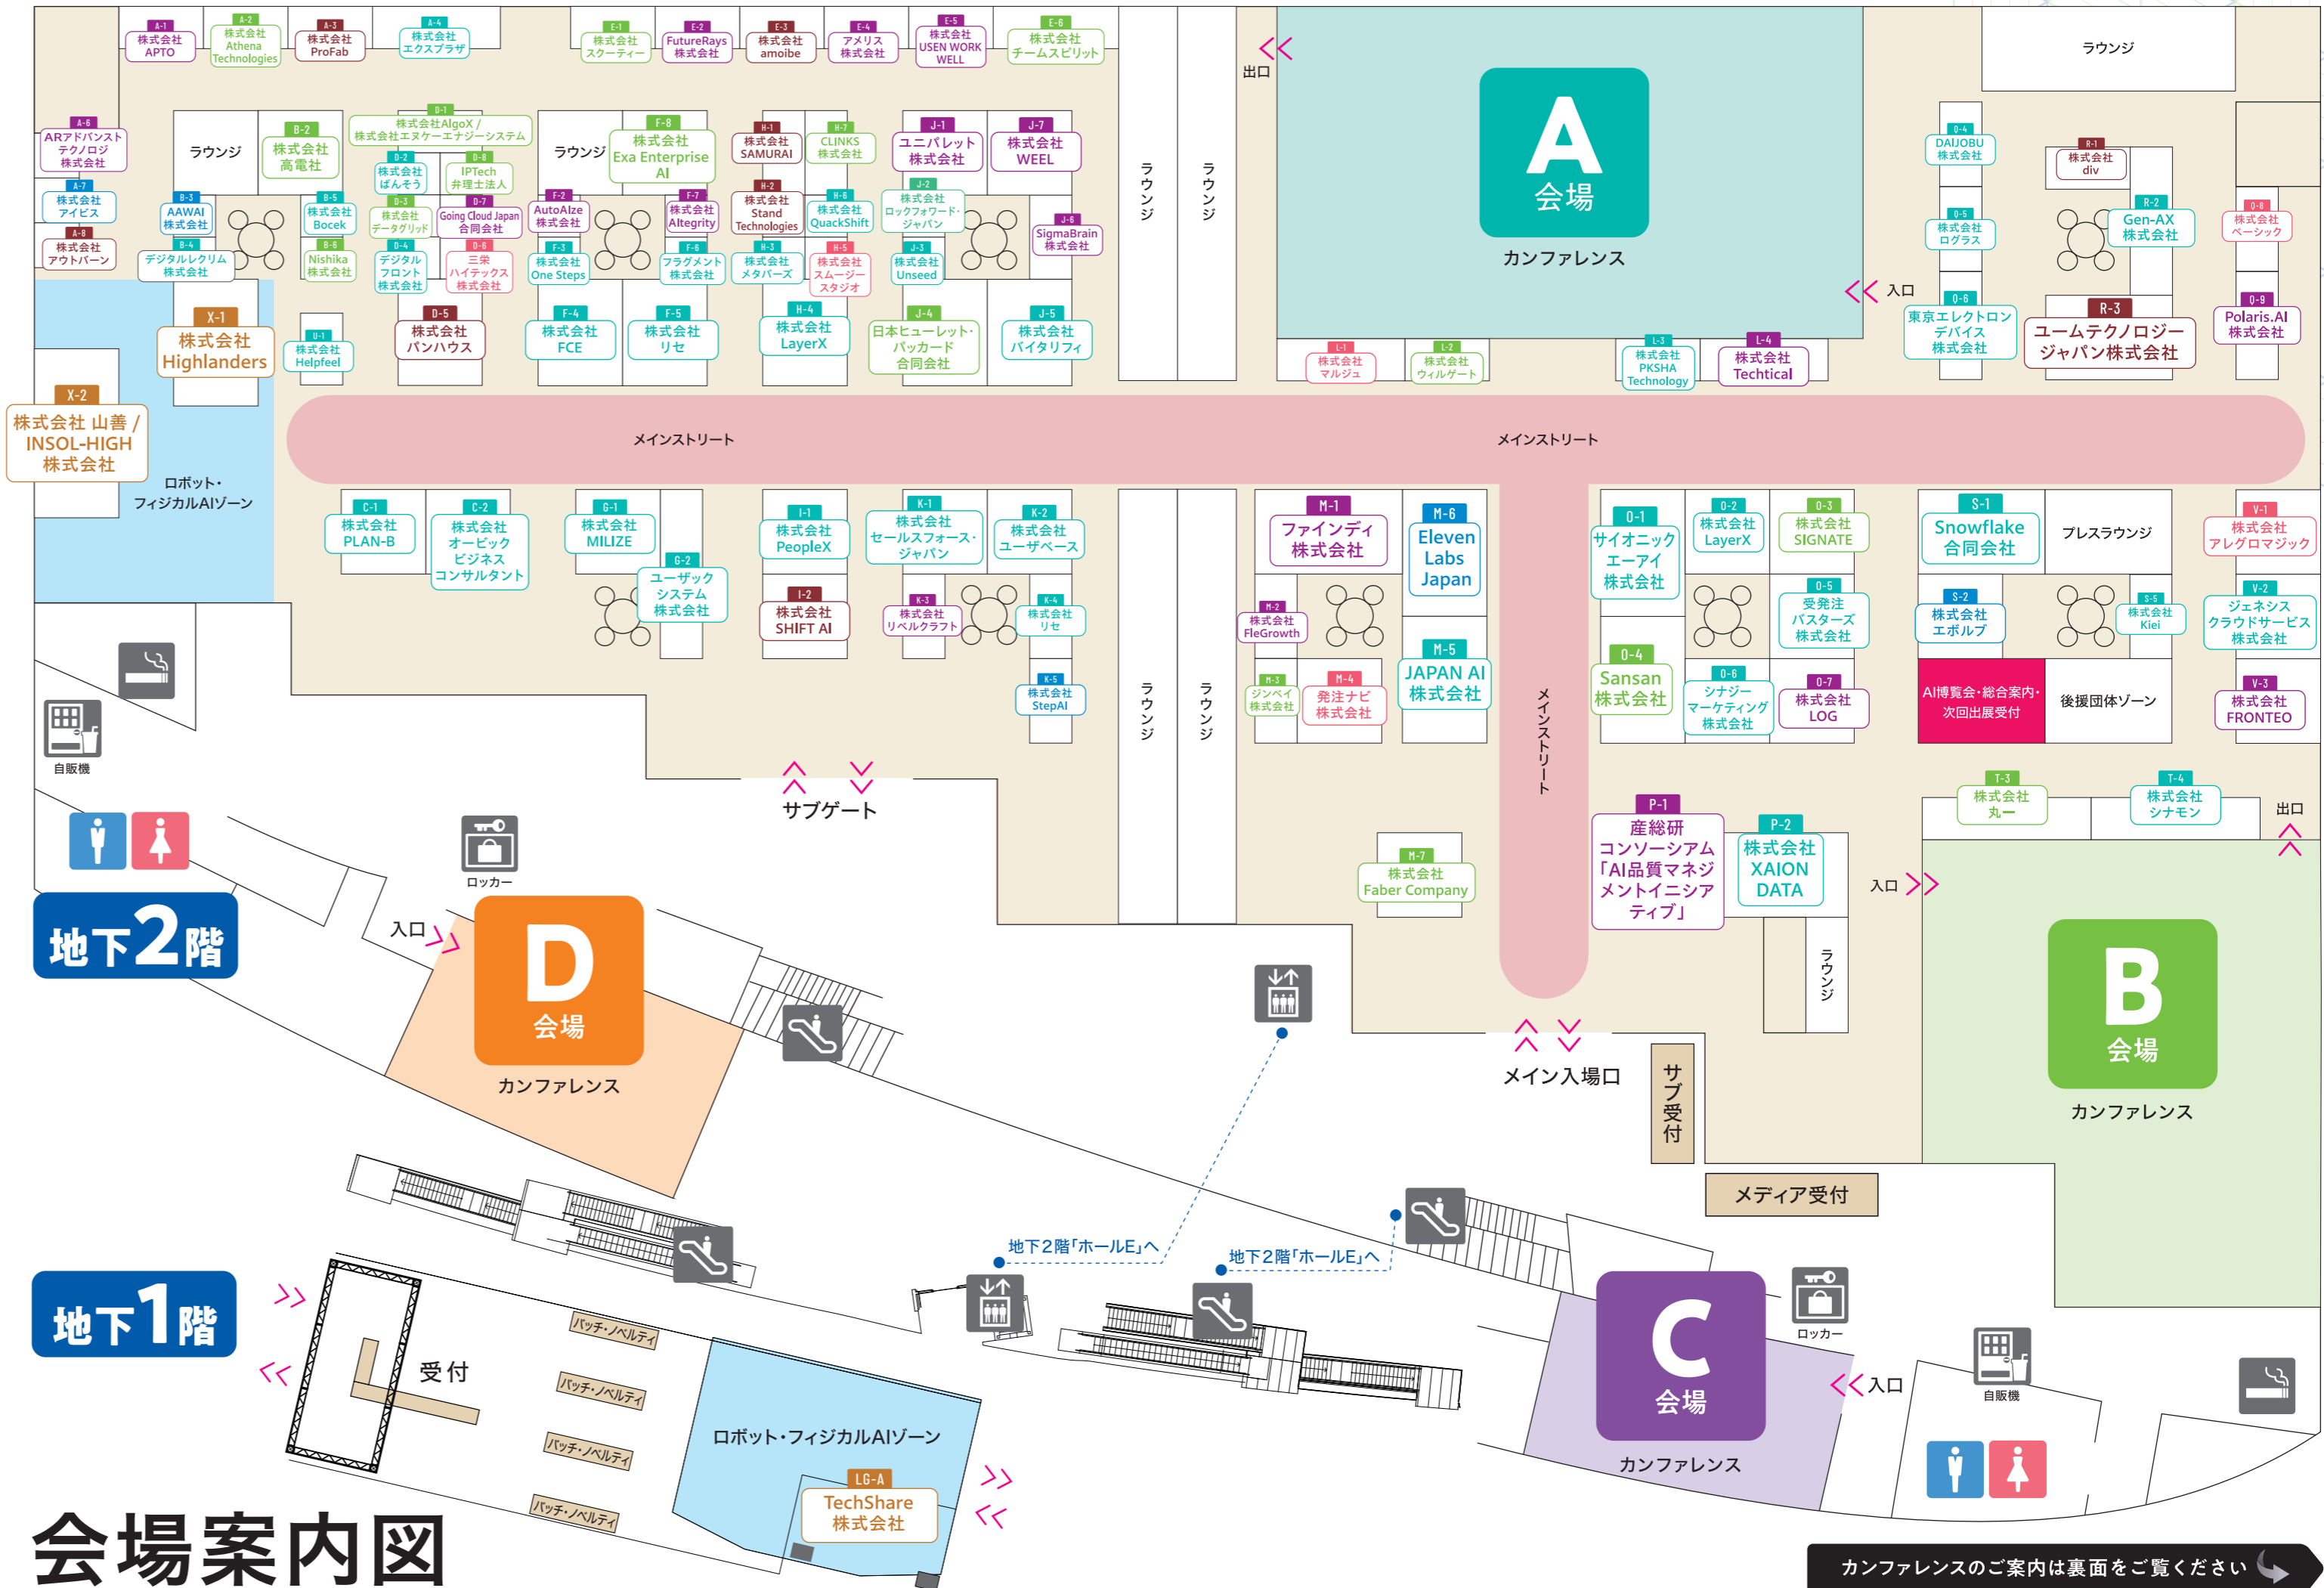 A-1
株式会社
APTO
A-2
株式会社
Athena
Technologies
A-3
株式会社
ProFab
A-4
株式会社
エクスプラザ
E-1
株式会社
スクーティー
E-2
FutureRays
株式会社
E-3
株式会社
amoibe
E-4
アメリス
株式会社
E-5
株式会社
USEN WORK
WELL
E-6
株式会社
チームスピリット
ラウンジ
ラウンジ
出口
A
会場
カンファレンス
入口
ラウンジ
A-6
ARアドバンスト
テクノロジ
株式会社
A-7
株式会社
アイビス
A-8
株式会社
アウトバーン
ラウンジ
B-2
株式会社
高電社
B-3
AAWAI
株式会社
B-4
デジタルレクリム
株式会社
B-5
株式会社
Bocek
B-6
Nishika
株式会社
D-1
株式会社AlgoX /
株式会社エヌケーエナジーシステム
D-2
株式会社
ばんそう
D-8
IPTech
弁理士法人
D-3
株式会社
データグリッド
D-7
Going Cloud Japan
合同会社
D-4
デジタル
フロント
株式会社
D-6
三栄
ハイテックス
株式会社
D-5
株式会社
バンハウス
ラウンジ
F-8
株式会社
Exa Enterprise
AI
F-2
AutoAIze
株式会社
F-7
株式会社
AItegrity
F-3
株式会社
One Steps
F-6
フラグメント
株式会社
F-4
株式会社
FCE
F-5
株式会社
リセ
H-1
株式会社
SAMURAI
H-7
CLINKS
株式会社
H-2
株式会社
Stand
Technologies
H-6
株式会社
QuackShift
H-3
株式会社
メタバーズ
H-5
株式会社
スムージー
スタジオ
H-4
株式会社
LayerX
J-1
ユニバレット
株式会社
J-7
株式会社
WEEL
J-2
株式会社
ロックフォワード・
ジャパン
J-6
SigmaBrain
株式会社
J-3
株式会社
Unseed
J-4
日本ヒューレット・
パッカード
合同会社
J-5
株式会社
バイタリフィ
L-1
株式会社
マルジュ
L-2
株式会社
ウィルゲート
L-3
株式会社
PKSHA
Technology
L-4
株式会社
Techtical
Q-4
DAIJOBU
株式会社
Q-5
株式会社
ログラス
Q-6
東京エレクトロン
デバイス
株式会社
R-1
株式会社
div
R-2
Gen-AX
株式会社
R-3
ユームテクノロジー
ジャパン株式会社
Q-8
株式会社
ベーシック
Q-9
Polaris.AI
株式会社
X-1
株式会社
Highlanders
X-2
株式会社 山善 /
INSOL-HIGH
株式会社
U-1
株式会社
Helpfeel
ロボット・
フィジカルAIゾーン
メインストリート
メインストリート
メインストリート
C-1
株式会社
PLAN-B
C-2
株式会社
オービック
ビジネス
コンサルタント
G-1
株式会社
MILIZE
G-2
ユーザック
システム
株式会社
I-1
株式会社
PeopleX
I-2
株式会社
SHIFT AI
K-1
株式会社
セールスフォース・
ジャパン
K-2
株式会社
ユーザベース
K-3
株式会社
リベルクラフト
K-4
株式会社
リセ
K-5
株式会社
StepAI
ラウンジ
ラウンジ
M-1
ファインディ
株式会社
M-6
Eleven
Labs
Japan
M-2
株式会社
FleGrowth
M-3
ジンベイ
株式会社
M-4
発注ナビ
株式会社
M-5
JAPAN AI
株式会社
M-7
株式会社
Faber Company
O-1
サイオニック
エーアイ
株式会社
O-2
株式会社
LayerX
O-3
株式会社
SIGNATE
O-5
受発注
バスターズ
株式会社
O-4
Sansan
株式会社
O-6
シナジー
マーケティング
株式会社
O-7
株式会社
LOG
P-1
産総研
コンソーシアム
「AI品質マネジ
メントイニシア
ティブ」
P-2
株式会社
XAION
DATA
ラウンジ
S-1
Snowflake
合同会社
プレスラウンジ
S-2
株式会社
エボルブ
S-5
株式会社
Kiei
AI博覧会・総合案内・
次回出展受付
後援団体ゾーン
V-1
株式会社
アレグロマジック
V-2
ジェネシス
クラウドサービス
株式会社
V-3
株式会社
FRONTEO
T-3
株式会社
丸一
T-4
株式会社
シナモン
出口
入口
B
会場
カンファレンス
自販機
サブゲート
ロッカー
地下2階
入口
D
会場
カンファレンス
メイン入場口
サブ受付
メディア受付
地下2階「ホールE」へ
地下2階「ホールE」へ
地下1階
受付
バッチ・ノベルティ
バッチ・ノベルティ
バッチ・ノベルティ
バッチ・ノベルティ
ロボット・フィジカルAIゾーン
LG-A
TechShare
株式会社
C
会場
カンファレンス
入口
ロッカー
自販機
会場案内図
カンファレンスのご案内は裏面をご覧ください